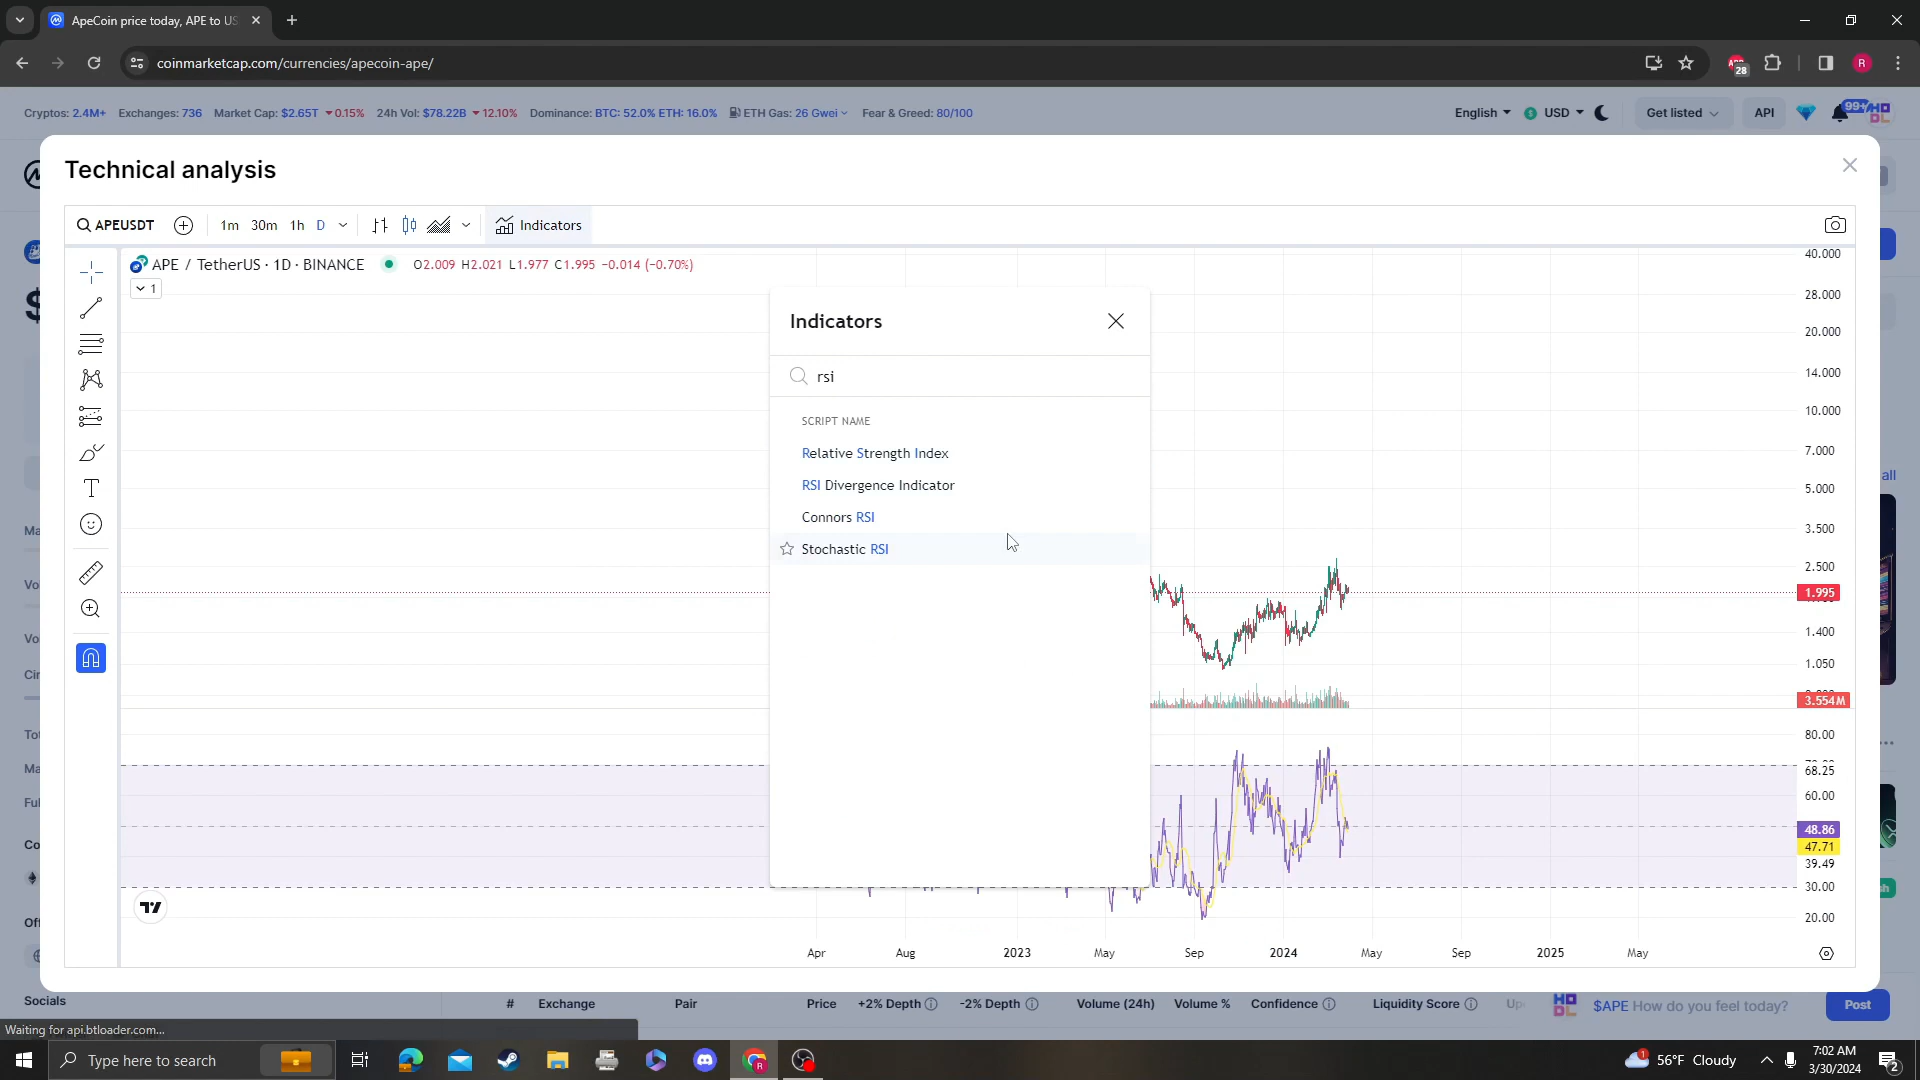 ApeCoin price today, APE to US
coinmarketcap.com/currencies/apecoin-ape/
28
R
Cryptos: 2.4M+ Exchanges: 736 Market Cap: $2.65T 0.15% 24h Vol: $78.22B 12.10% Dominance: BTC: 52.0% ETH: 16.0% ETH Gas: 26 Gwei Fear & Greed: 80/100
English USD Get listed API 99+
Technical analysis
APEUSDT 1m 30m 1h D Indicators
APE / TetherUS · 1D · BINANCE O2.009 H2.021 L1.977 C1.995 −0.014 (−0.70%)
1
$
Indicators
rsi
SCRIPT NAME
Relative Strength Index
RSI Divergence Indicator
Connors RSI
Stochastic RSI
40.000
28.000
20.000
14.000
10.000
7.000
5.000
3.500
2.500
1.995
1.400
1.050
3.554M
80.00
68.25
60.00
48.86
47.71
39.49
30.00
20.00
all
Apr Aug 2023 May Sep 2024 May Sep 2025 May
Socials
# Exchange Pair Price +2% Depth -2% Depth Volume (24h) Volume % Confidence Liquidity Score
$APE How do you feel today? Post
Waiting for api.btloader.com...
Type here to search
56°F Cloudy
7:02 AM
3/30/2024
2